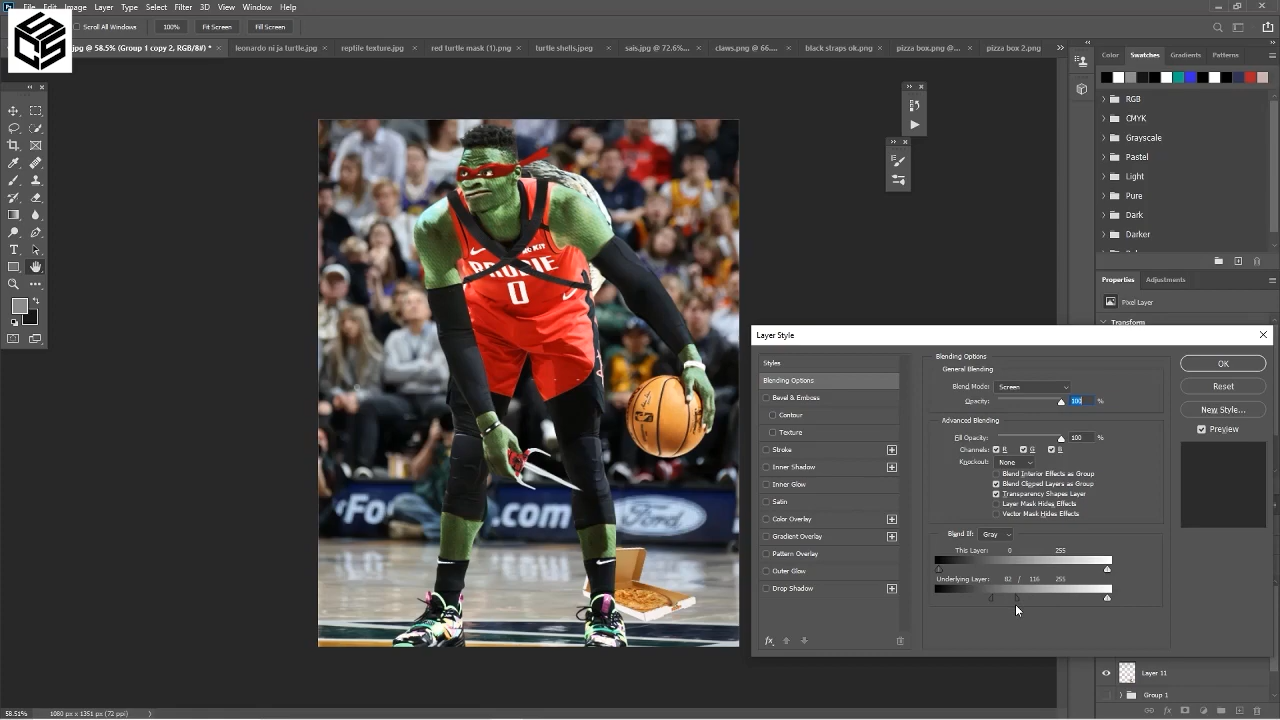 File Edit Image Layer Type Select Filter 3D View Window Help
Scroll All Windows 100% Fit Screen Fill Screen
.jpg @ 58.5% (Group 1 copy 2, RGB/8#) * × leonardo ni ja turtle.jpg × reptile texture.jpg × red turtle mask (1).png × turtle shells.jpeg × sais.jpg @ 72.6%... × claws.png @ 66.... × black straps ok.png × pizza box.png @... × pizza box 2.png
Color Swatches Gradients Patterns
RGB
CMYK
Grayscale
Pastel
Light
Pure
Dark
Darker
Properties Adjustments
Pixel Layer
Transform
0
.com
Ford
Layer Style
Styles
Blending Options
Bevel & Emboss
Contour
Texture
Stroke
Inner Shadow
Inner Glow
Satin
Color Overlay
Gradient Overlay
Pattern Overlay
Outer Glow
Drop Shadow
fx
Blending Options
General Blending
Blend Mode: Screen
Opacity: 100 %
Advanced Blending
Fill Opacity: 100 %
Channels: R G B
Knockout: None
Blend Interior Effects as Group
Blend Clipped Layers as Group
Transparency Shapes Layer
Layer Mask Hides Effects
Vector Mask Hides Effects
Blend If: Gray
This Layer: 0 255
Underlying Layer: 82 / 116 255
OK
Reset
New Style...
Preview
Layer 11
Group 1
58.51% 1080 px x 1351 px (72 ppi)